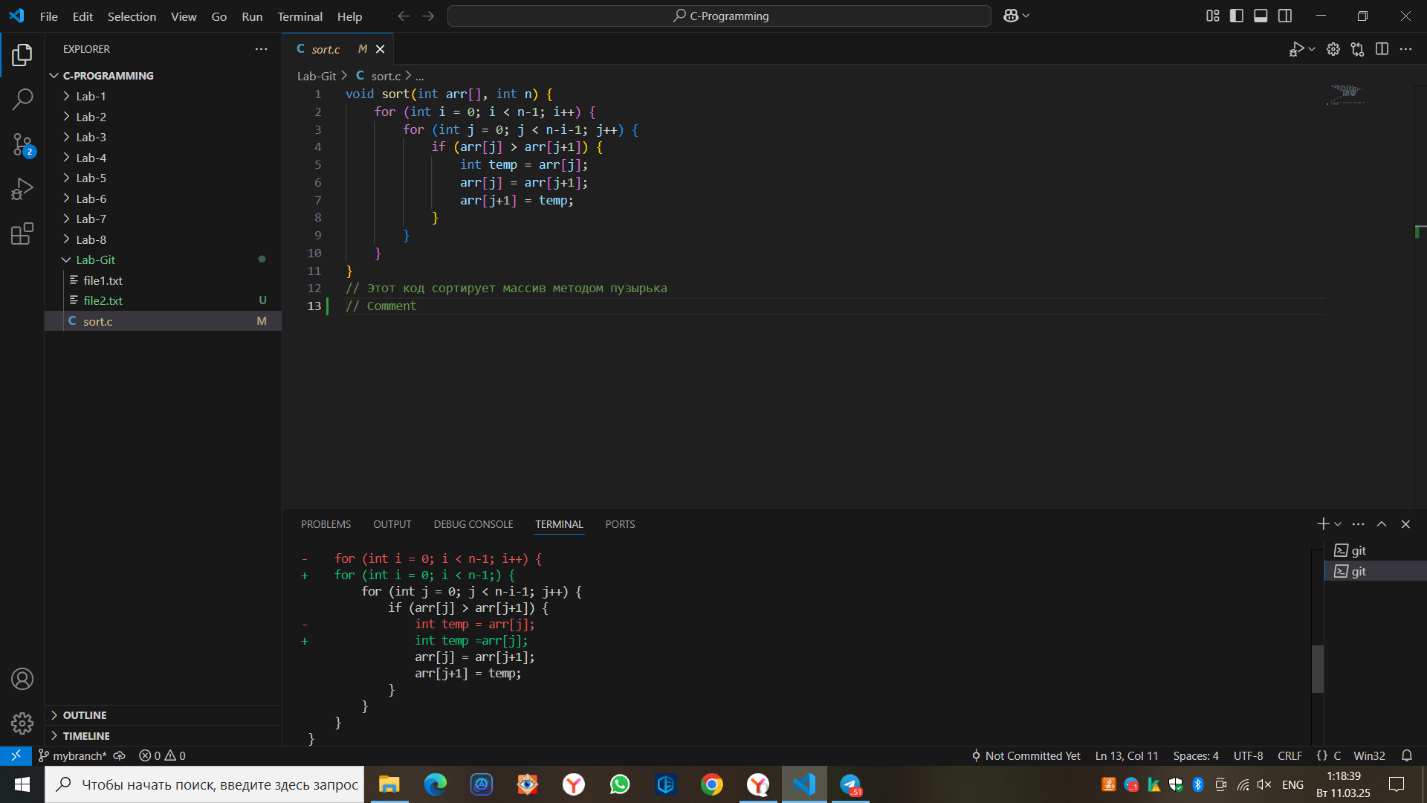 File Edit Selection View Go Run Terminal Help
C-Programming
EXPLORER
C-PROGRAMMING
Lab-1
Lab-2
Lab-3
Lab-4
Lab-5
Lab-6
Lab-7
Lab-8
Lab-Git
file1.txt
file2.txt U
C sort.c M
OUTLINE
TIMELINE
2
C sort.c M
Lab-Git > C sort.c > ...
1 void sort(int arr[], int n) {
2 for (int i = 0; i < n-1; i++) {
3 for (int j = 0; j < n-i-1; j++) {
4 if (arr[j] > arr[j+1]) {
5 int temp = arr[j];
6 arr[j] = arr[j+1];
7 arr[j+1] = temp;
8 }
9 }
10 }
11 }
12 // Этот код сортирует массив методом пузырька
13 // Comment
PROBLEMS OUTPUT DEBUG CONSOLE TERMINAL PORTS
- for (int i = 0; i < n-1; i++) {
+ for (int i = 0; i < n-1;) {
for (int j = 0; j < n-i-1; j++) {
if (arr[j] > arr[j+1]) {
- int temp = arr[j];
+ int temp =arr[j];
arr[j] = arr[j+1];
arr[j+1] = temp;
}
}
}
}
git
git
mybranch* 0 0 Not Committed Yet Ln 13, Col 11 Spaces: 4 UTF-8 CRLF {} C Win32
Чтобы начать поиск, введите здесь запрос
51
ENG
1:18:39
Вт 11.03.25